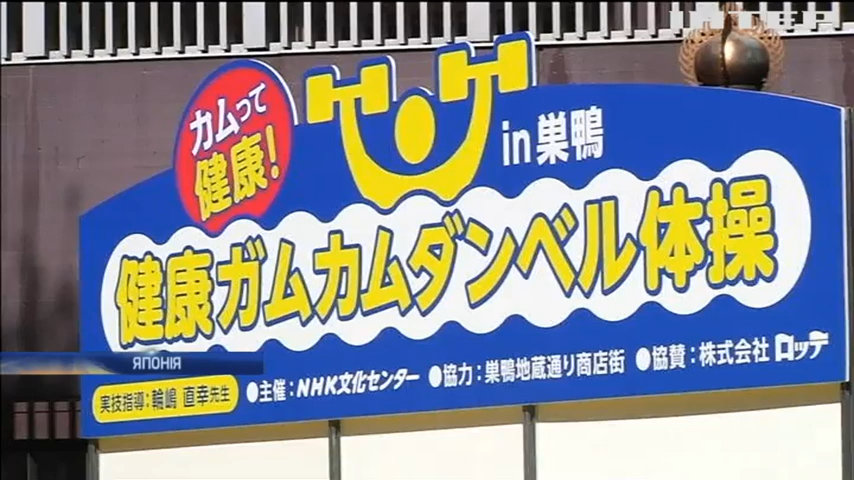 ІНТЕР
カムって
健康!
in巣鴨
健康ガムカムダンベル体操
ЯПОНІЯ
実技指導:輪嶋 直幸先生
●主催:NHK文化センター ●協力:巣鴨地蔵通り商店街 ●協賛:株式会社ロッテ